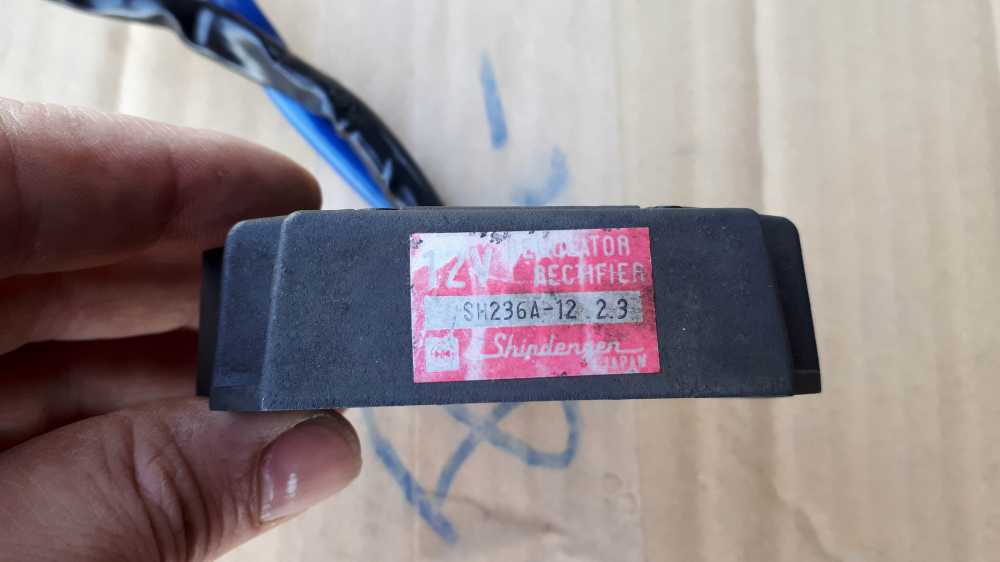 12V REGULATOR
RECTIFIER
SH236A-12 2.3
Shindengen
JAPAN